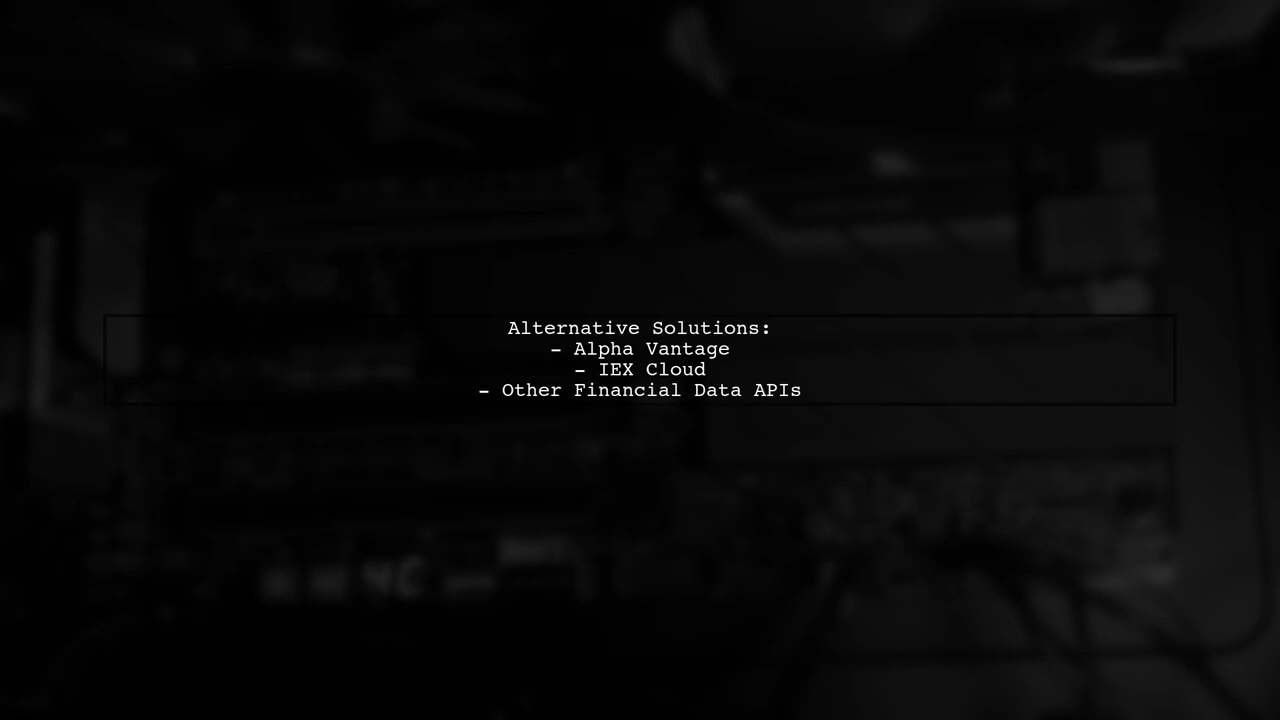 Alternative Solutions:
- Alpha Vantage
- IEX Cloud
- Other Financial Data APIs